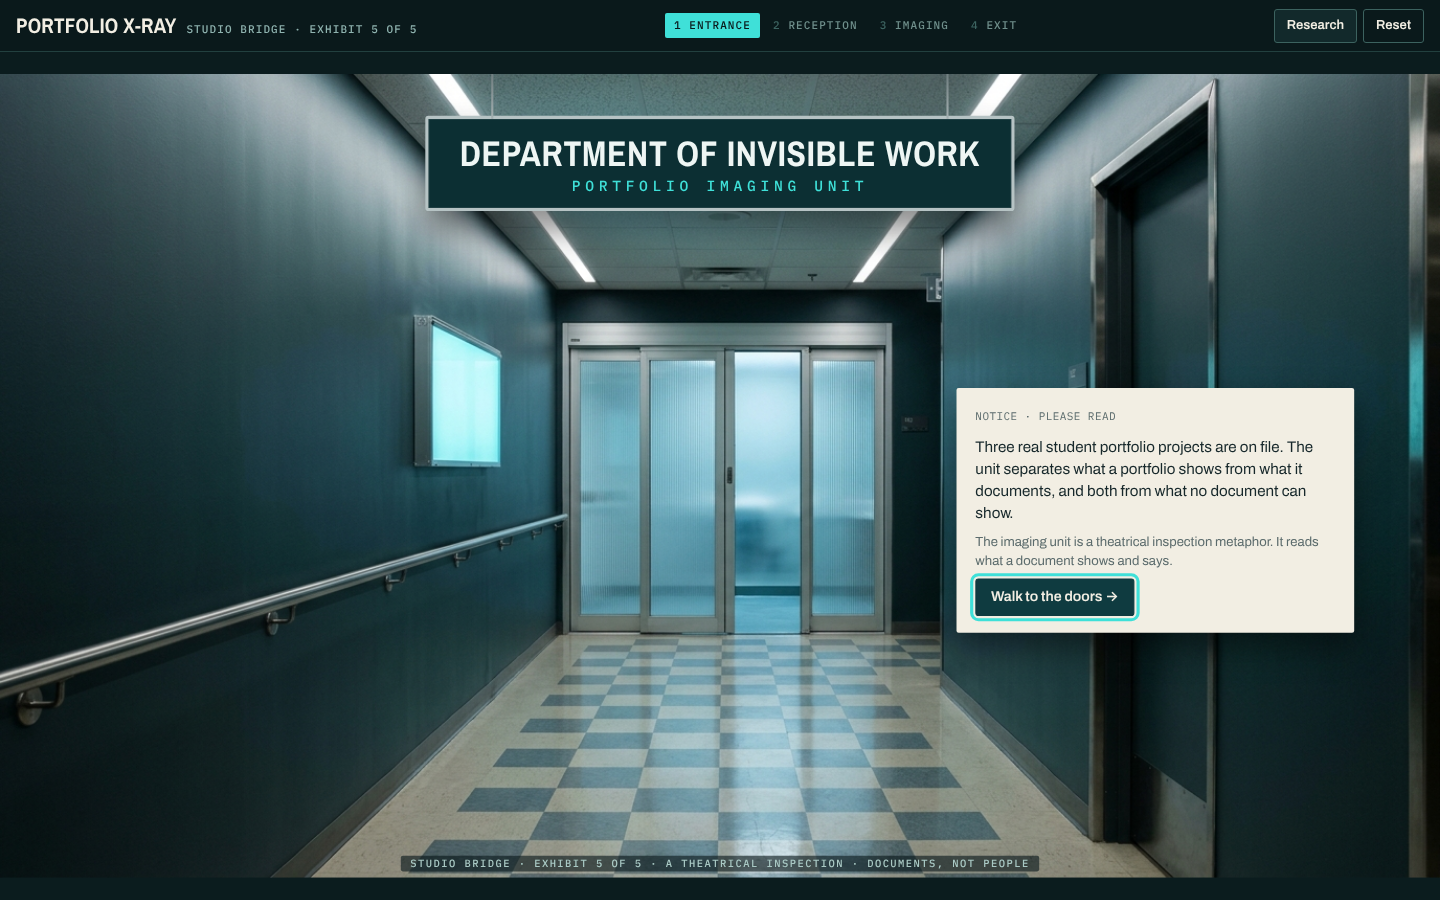 PORTFOLIO X-RAY STUDIO BRIDGE · EXHIBIT 5 OF 5
1 ENTRANCE 2 RECEPTION 3 IMAGING 4 EXIT
Research Reset
DEPARTMENT OF INVISIBLE WORK
PORTFOLIO IMAGING UNIT
NOTICE · PLEASE READ
Three real student portfolio projects are on file. The
unit separates what a portfolio shows from what it
documents, and both from what no document can
show.
The imaging unit is a theatrical inspection metaphor. It reads
what a document shows and says.
Walk to the doors →
STUDIO BRIDGE · EXHIBIT 5 OF 5 · A THEATRICAL INSPECTION · DOCUMENTS, NOT PEOPLE